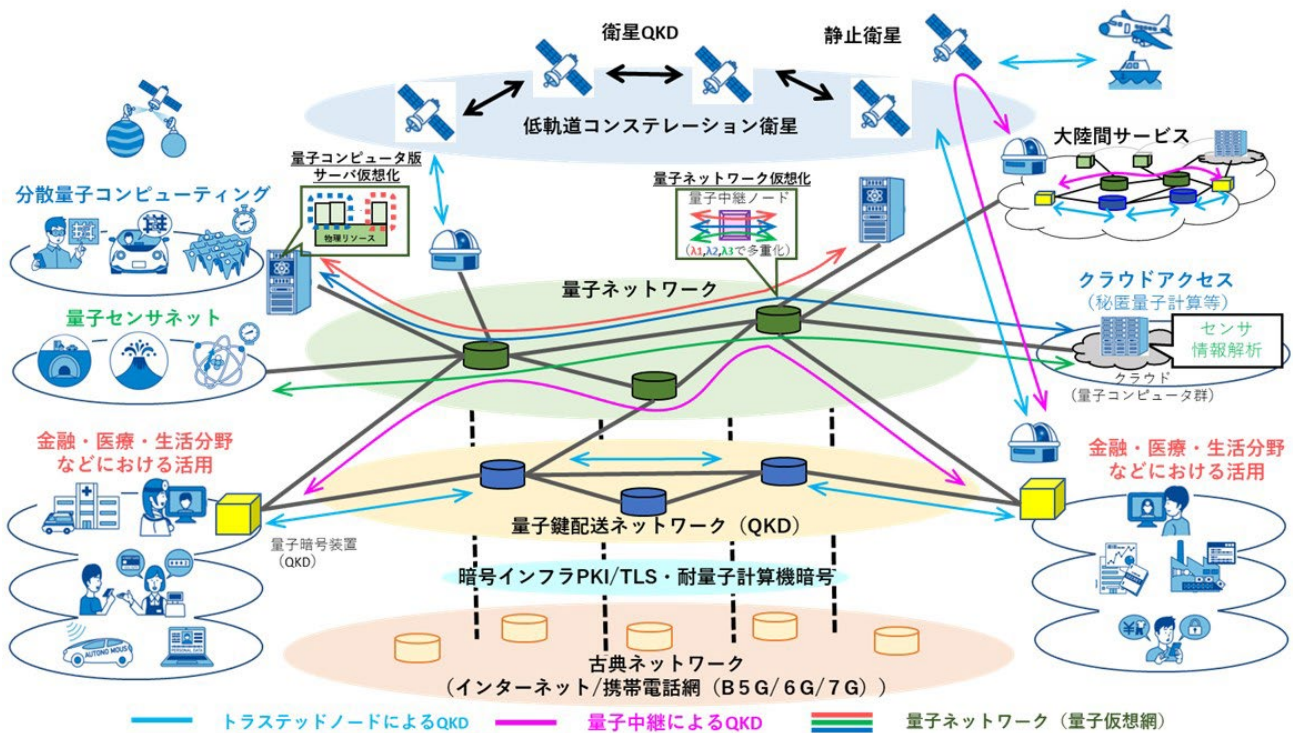 衛星QKD
静止衛星
低軌道コンステレーション衛星
大陸間サービス
量子コンピュータ版
サーバ仮想化
物理リソース
量子ネットワーク仮想化
量子中継ノード
(λ1,λ2,λ3で多重化)
分散量子コンピューティング
量子ネットワーク
クラウドアクセス
(秘匿量子計算等)
センサ
情報解析
クラウド
(量子コンピュータ群)
量子センサネット
金融・医療・生活分野
などにおける活用
金融・医療・生活分野
などにおける活用
量子鍵配送ネットワーク（QKD）
量子暗号装置
(QKD)
暗号インフラPKI/TLS・耐量子計算機暗号
AUTONO MOUS
PERSONAL DATA
古典ネットワーク
（インターネット/携帯電話網（B５G/６G/７G））
トラステッドノードによるQKD
量子中継によるQKD
量子ネットワーク（量子仮想網）